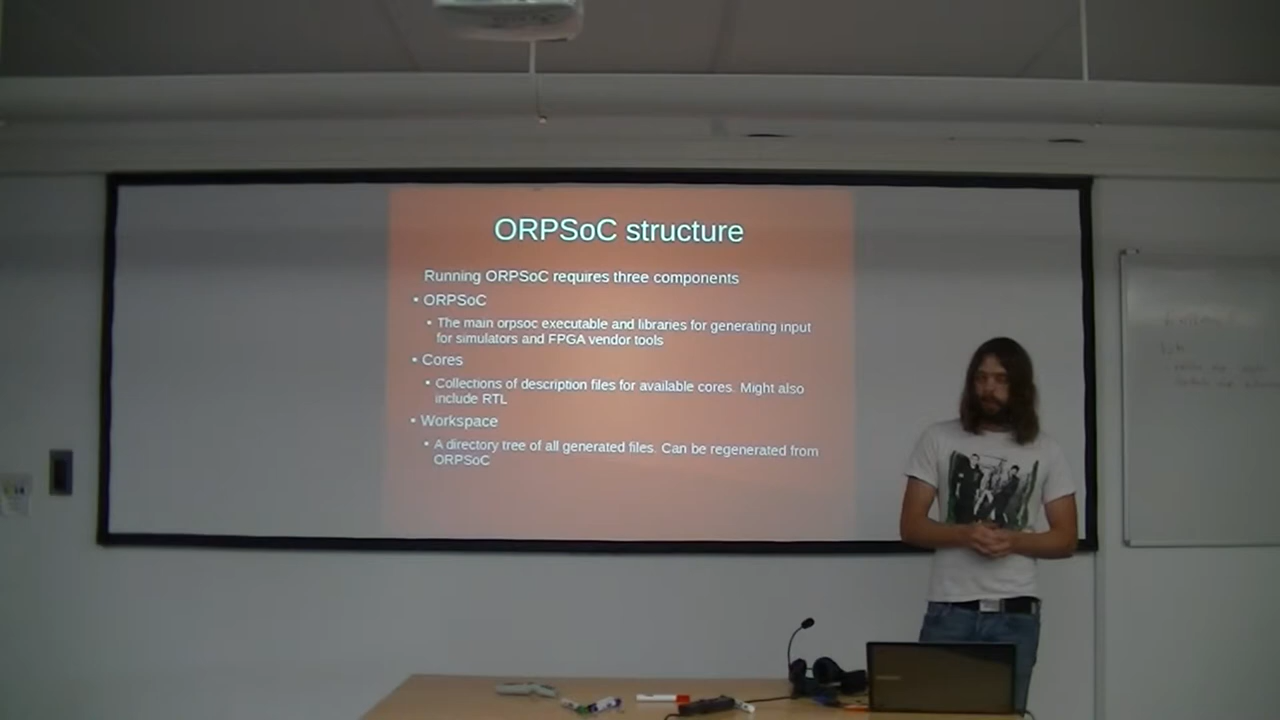 ORPSoC structure
Running ORPSoC requires three components
• ORPSoC
• The main orpsoc executable and libraries for generating input
for simulators and FPGA vendor tools
• Cores
• Collections of description files for available cores. Might also
include RTL
• Workspace
• A directory tree of all generated files. Can be regenerated from
ORPSoC